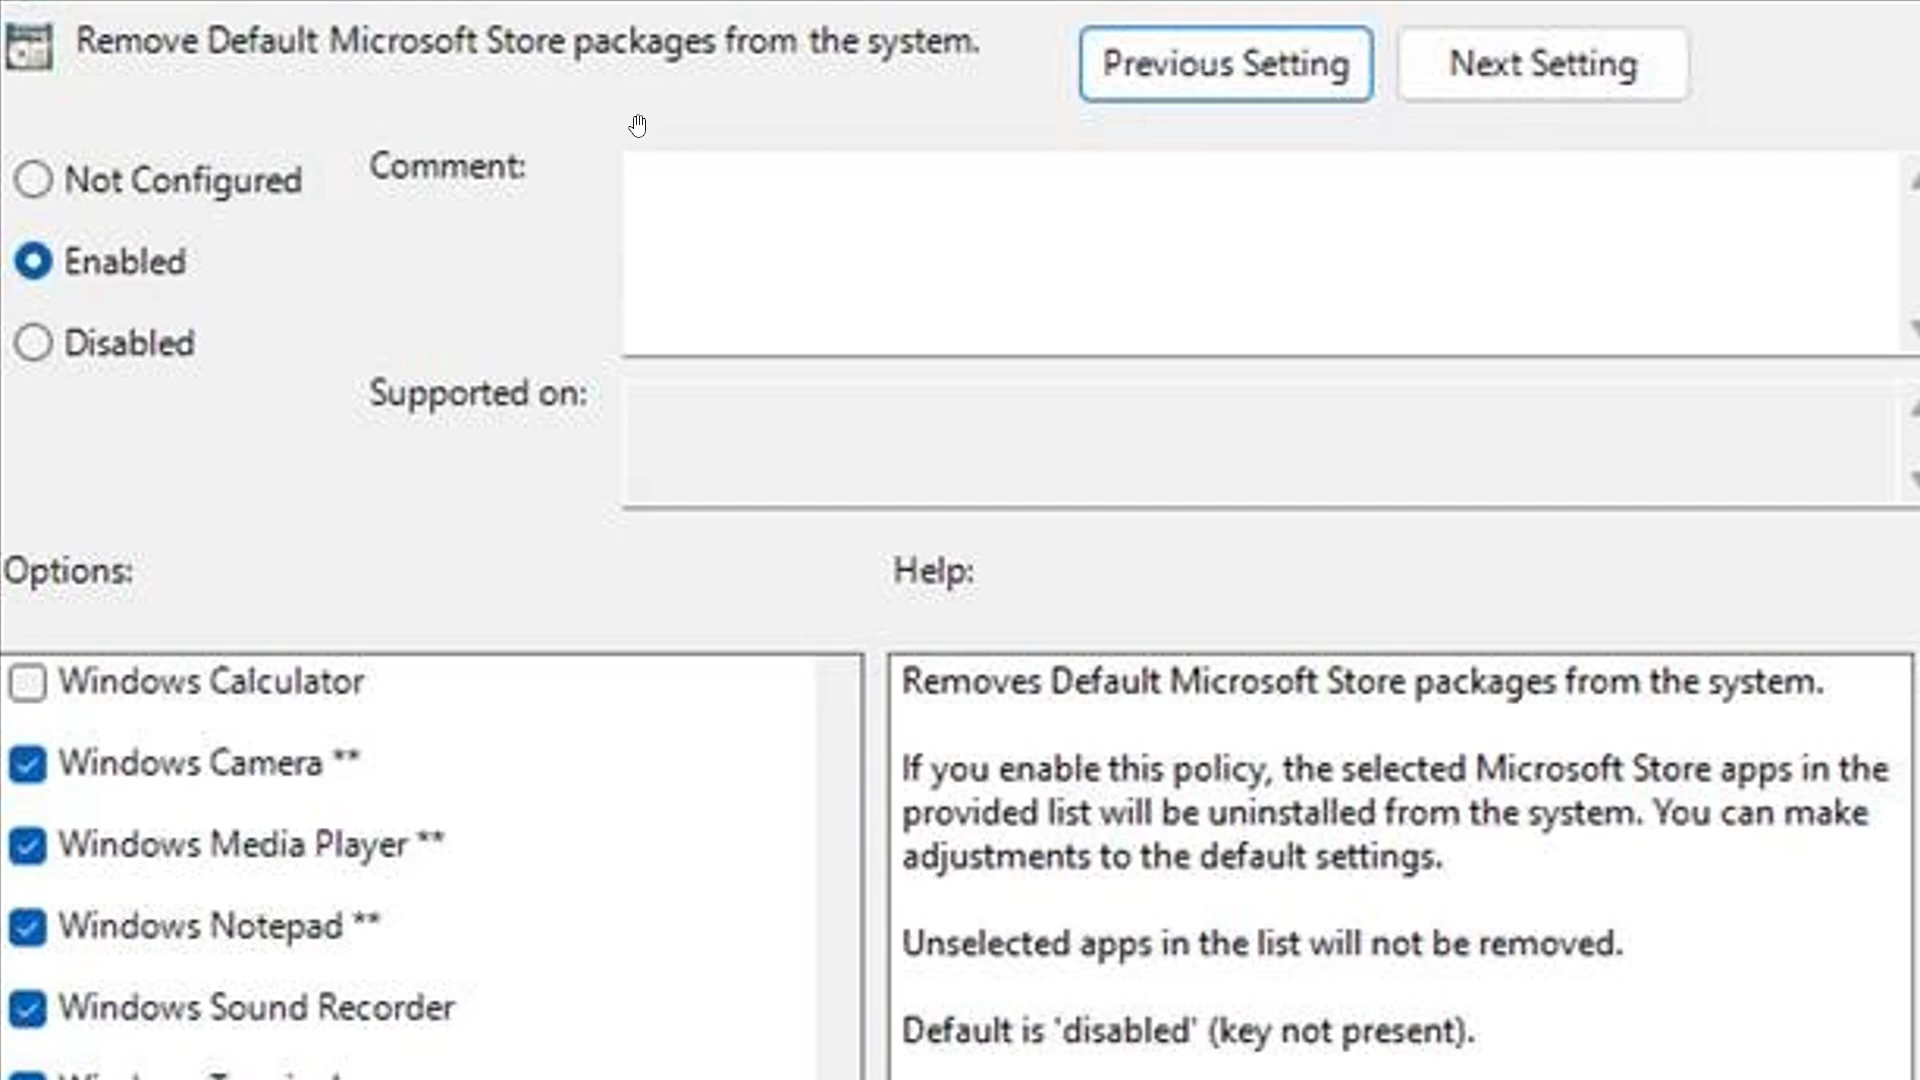 Remove Default Microsoft Store packages from the system.
Previous Setting
Next Setting
Not Configured
Enabled
Disabled
Comment:
Supported on:
Options:
Help:
Windows Calculator
Windows Camera **
Windows Media Player **
Windows Notepad **
Windows Sound Recorder
Removes Default Microsoft Store packages from the system.
If you enable this policy, the selected Microsoft Store apps in the
provided list will be uninstalled from the system. You can make
adjustments to the default settings.
Unselected apps in the list will not be removed.
Default is 'disabled' (key not present).